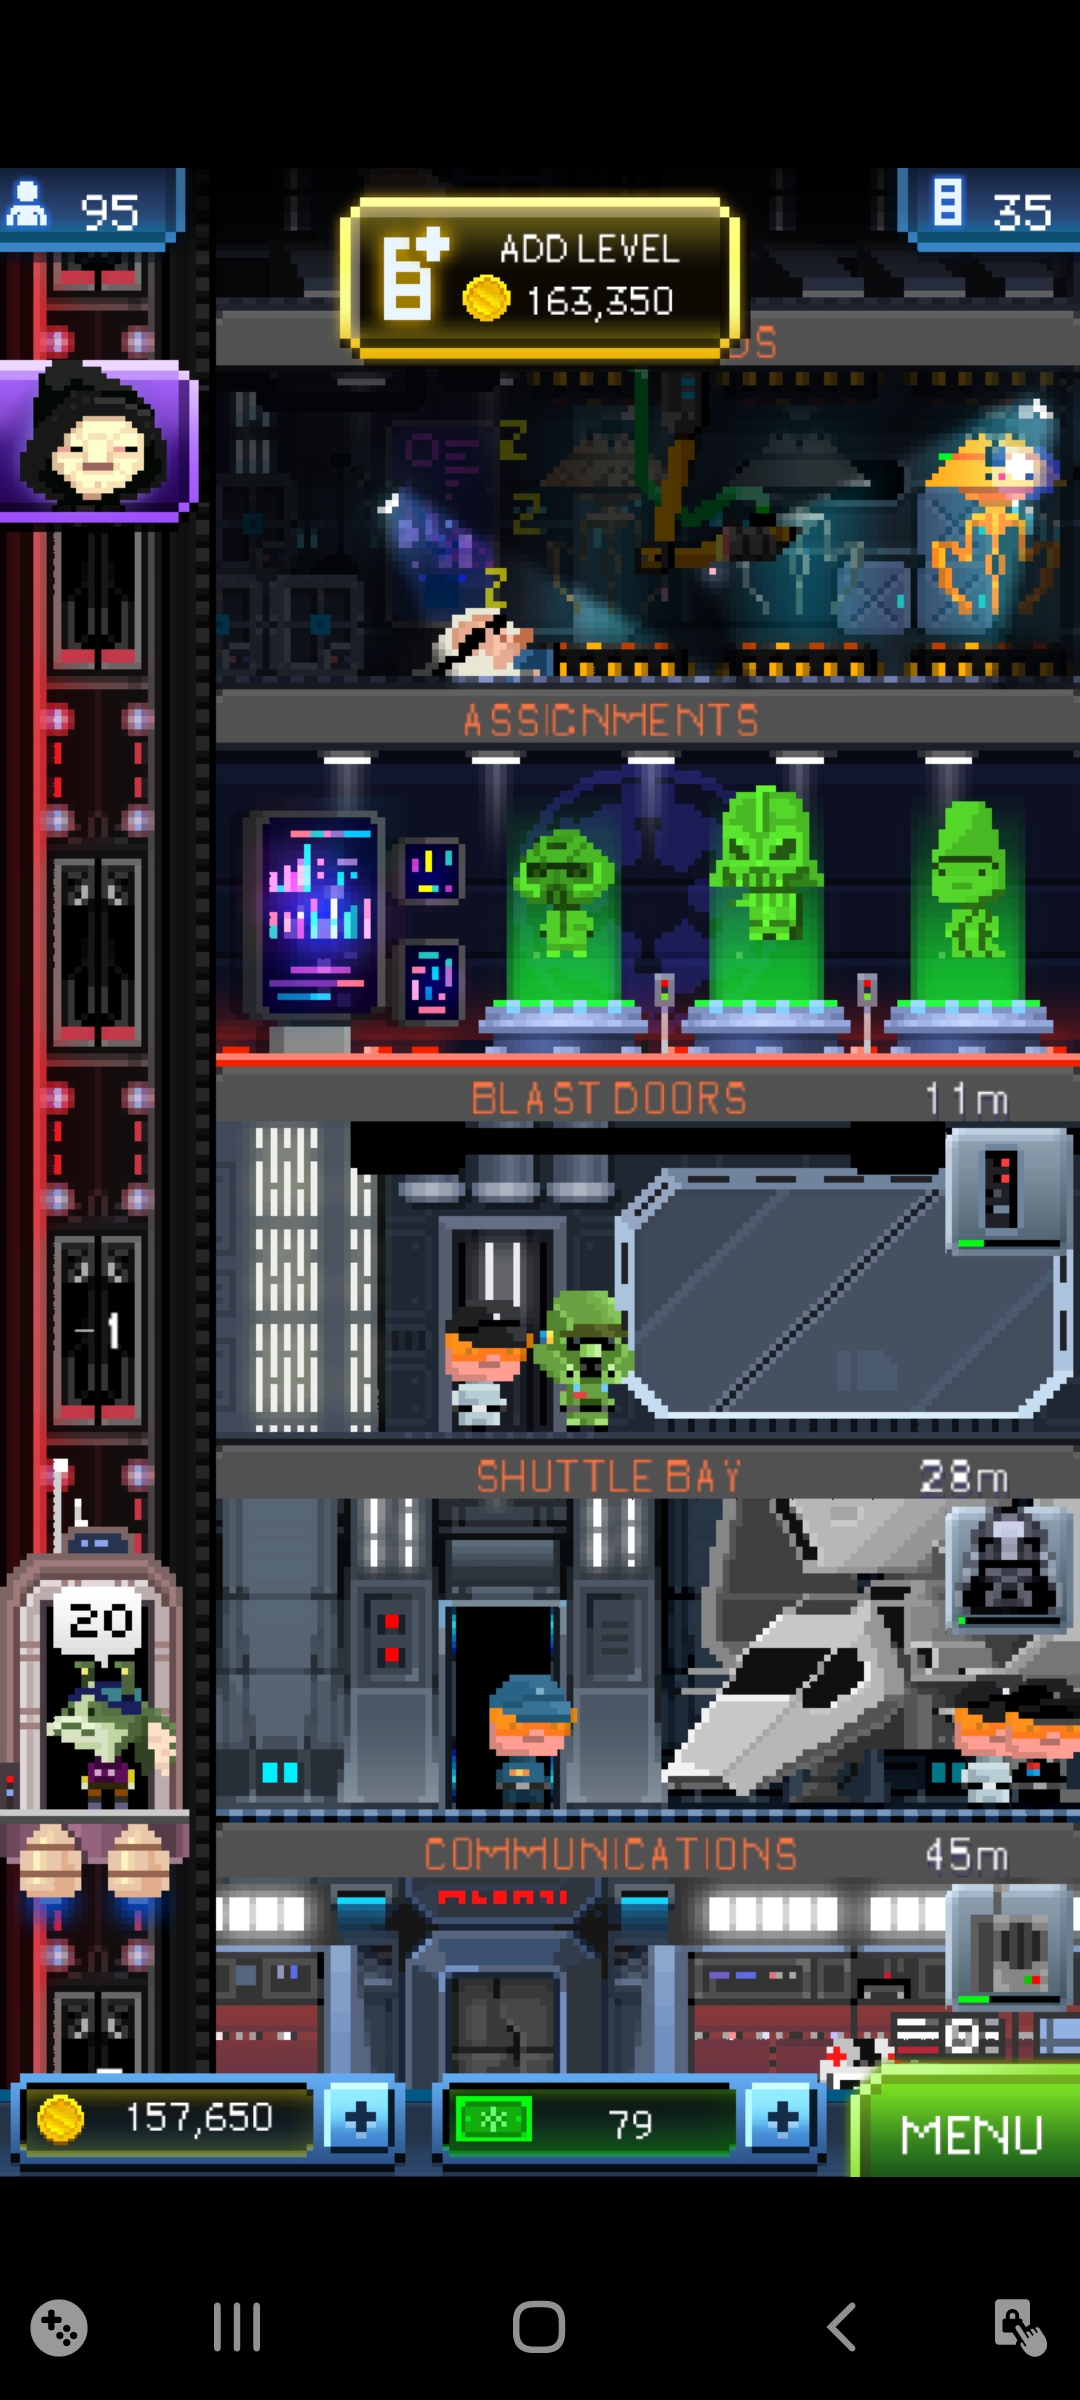 95
ADD LEVEL
163,350
35
Z
Z
Z
ASSIGNMENTS
BLAST DOORS 11m
-1
SHUTTLE BAY 28m
20
COMMUNICATIONS 45m
157,650
79
MENU